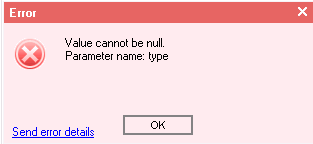 Error
Value cannot be null.
Parameter name: type
OK
Send error details